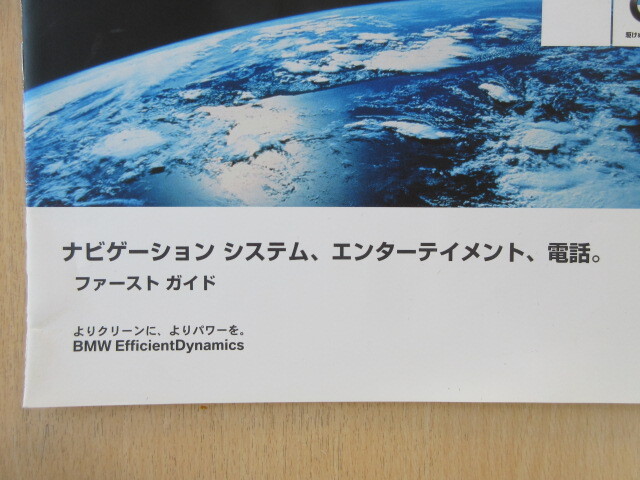 駆け
ナビゲーション システム、エンターテイメント、電話。
ファースト ガイド
よりクリーンに、よりパワーを。
BMW EfficientDynamics